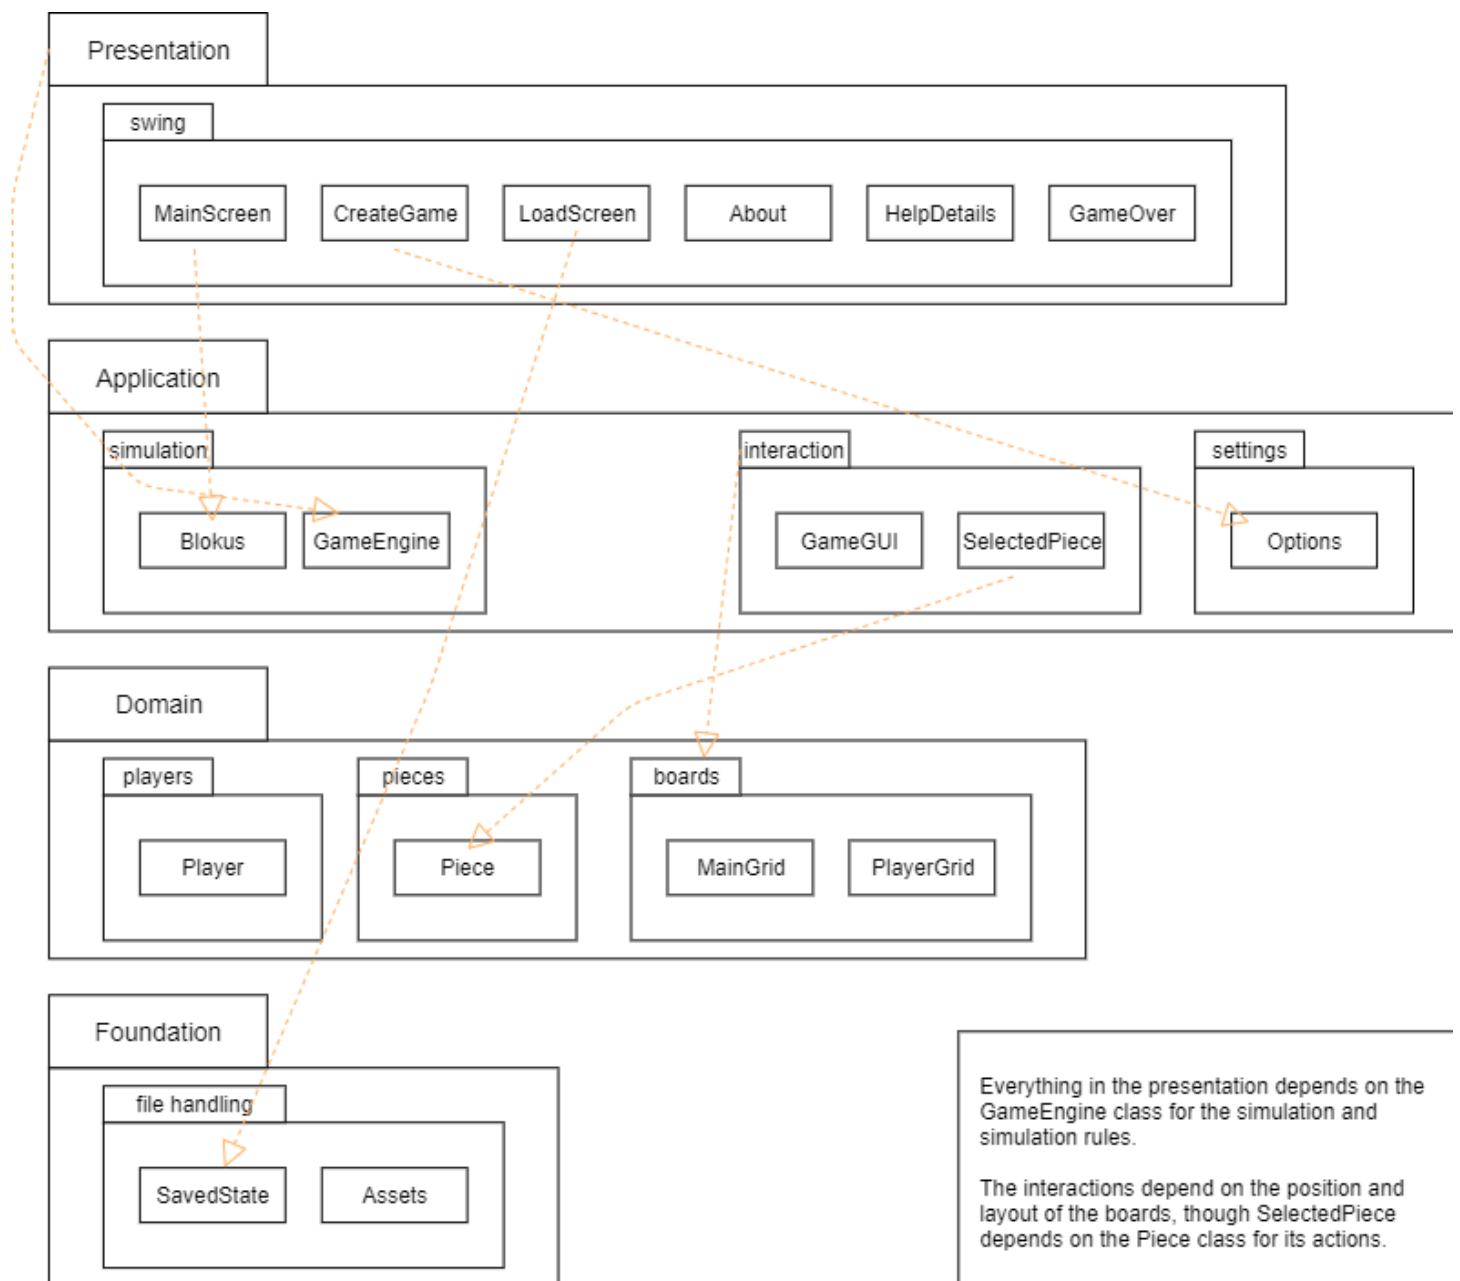 Presentation
swing
MainScreen
CreateGame
LoadScreen
About
HelpDetails
GameOver
Application
simulation
Blokus
GameEngine
interaction
GameGUI
SelectedPiece
settings
Options
Domain
players
Player
pieces
Piece
boards
MainGrid
PlayerGrid
Foundation
file handling
SavedState
Assets
Everything in the presentation depends on the
GameEngine class for the simulation and
simulation rules.
The interactions depend on the position and
layout of the boards, though SelectedPiece
depends on the Piece class for its actions.